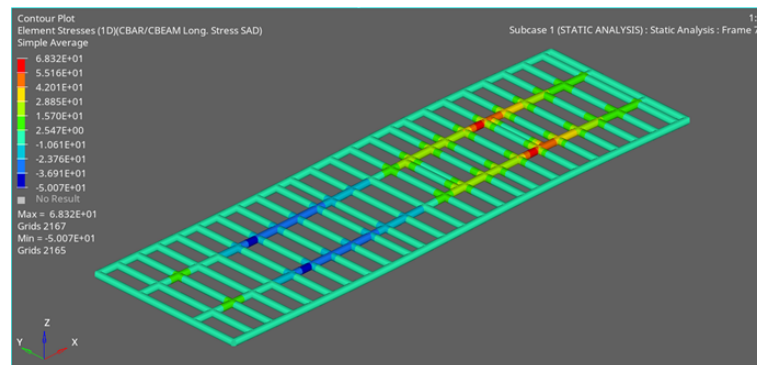 Contour Plot
Element Stresses (1D)(CBAR/CBEAM Long. Stress SAD)
Simple Average
6.832E+01
5.516E+01
4.201E+01
2.885E+01
1.570E+01
2.547E+00
-1.061E+01
-2.376E+01
-3.691E+01
-5.007E+01
No Result
Max = 6.832E+01
Grids 2167
Min = -5.007E+01
Grids 2165
1:
Subcase 1 (STATIC ANALYSIS) : Static Analysis : Frame 7
Z
Y
X